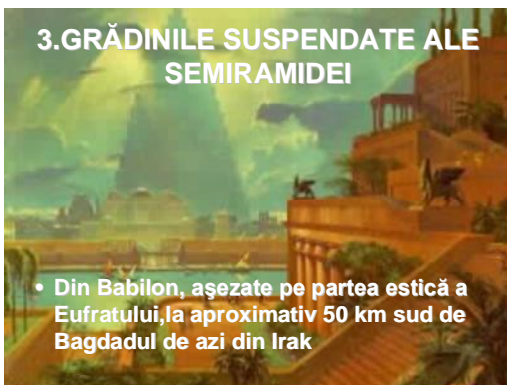 3.GRĂDINILE SUSPENDATE ALE
SEMIRAMIDEI
• Din Babilon, aşezate pe partea estică a
Eufratului,la aproximativ 50 km sud de
Bagdadul de azi din Irak